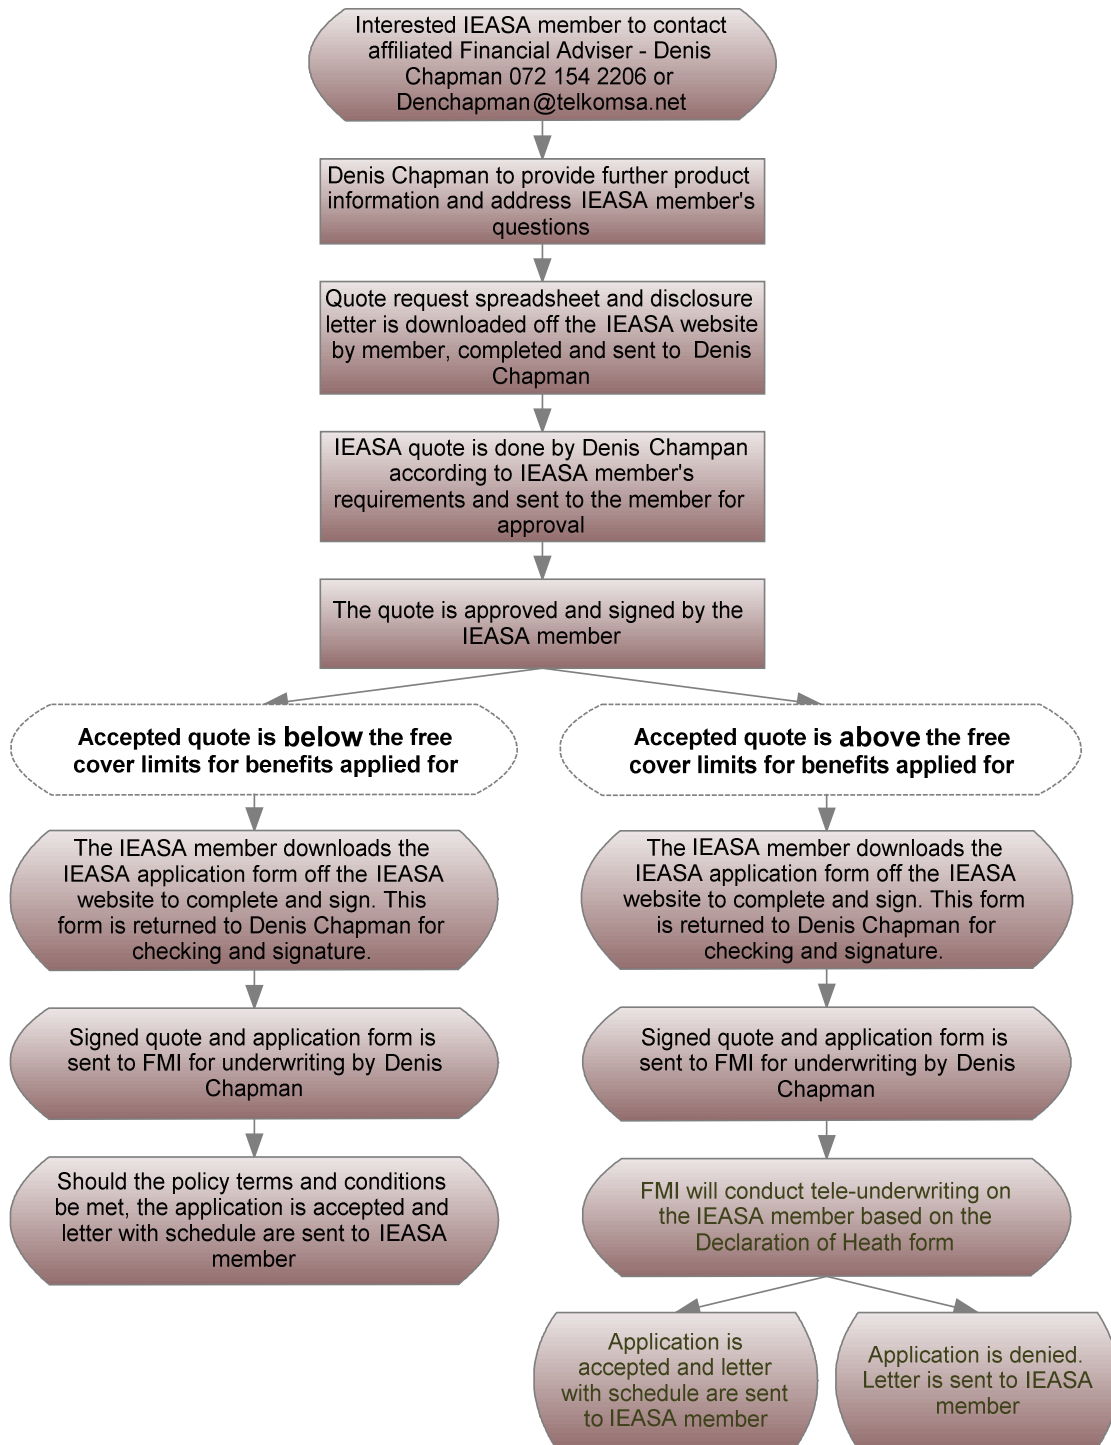 Interested IEASA member to contact
affiliated Financial Adviser - Denis
Chapman 072 154 2206 or
Denchapman@telkomsa.net
Denis Chapman to provide further product
information and address IEASA member's
questions
Quote request spreadsheet and disclosure
letter is downloaded off the IEASA website
by member, completed and sent to Denis
Chapman
IEASA quote is done by Denis Champan
according to IEASA member's
requirements and sent to the member for
approval
The quote is approved and signed by the
IEASA member
Accepted quote is below the free
cover limits for benefits applied for
The IEASA member downloads the
IEASA application form off the IEASA
website to complete and sign. This
form is returned to Denis Chapman for
checking and signature.
Signed quote and application form is
sent to FMI for underwriting by Denis
Chapman
Should the policy terms and conditions
be met, the application is accepted and
letter with schedule are sent to IEASA
member
Accepted quote is above the free
cover limits for benefits applied for
The IEASA member downloads the
IEASA application form off the IEASA
website to complete and sign. This form
is returned to Denis Chapman for
checking and signature.
Signed quote and application form is
sent to FMI for underwriting by Denis
Chapman
FMI will conduct tele-underwriting on
the IEASA member based on the
Declaration of Heath form
Application is
accepted and letter
with schedule are sent
to IEASA member
Application is denied.
Letter is sent to IEASA
member